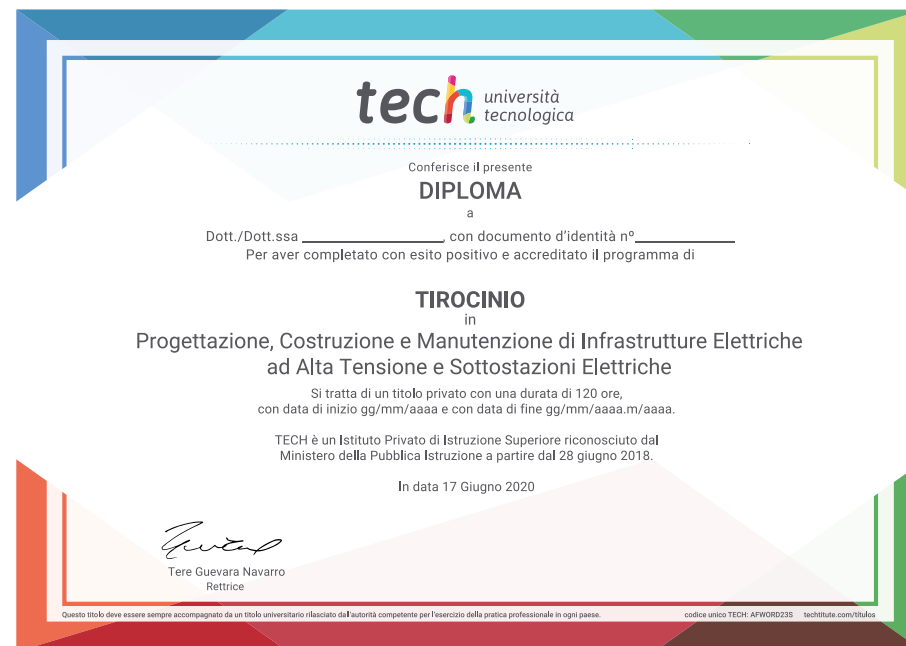 tech università
tecnologica
Conferisce il presente
DIPLOMA
a
Dott./Dott.ssa ________________, con documento d'identità nº____________
Per aver completato con esito positivo e accreditato il programma di
TIROCINIO
in
Progettazione, Costruzione e Manutenzione di Infrastrutture Elettriche
ad Alta Tensione e Sottostazioni Elettriche
Si tratta di un titolo privato con una durata di 120 ore,
con data di inizio gg/mm/aaaa e con data di fine gg/mm/aaaa.m/aaaa.
TECH è un Istituto Privato di Istruzione Superiore riconosciuto dal
Ministero della Pubblica Istruzione a partire dal 28 giugno 2018.
In data 17 Giugno 2020
Tere Guevara Navarro
Rettrice
Questo titolo deve essere sempre accompagnato da un titolo universitario rilasciato dall'autorità competente per l'esercizio della pratica professionale in ogni paese. codice unico TECH: AFWORD23S techtitute.com/títulos